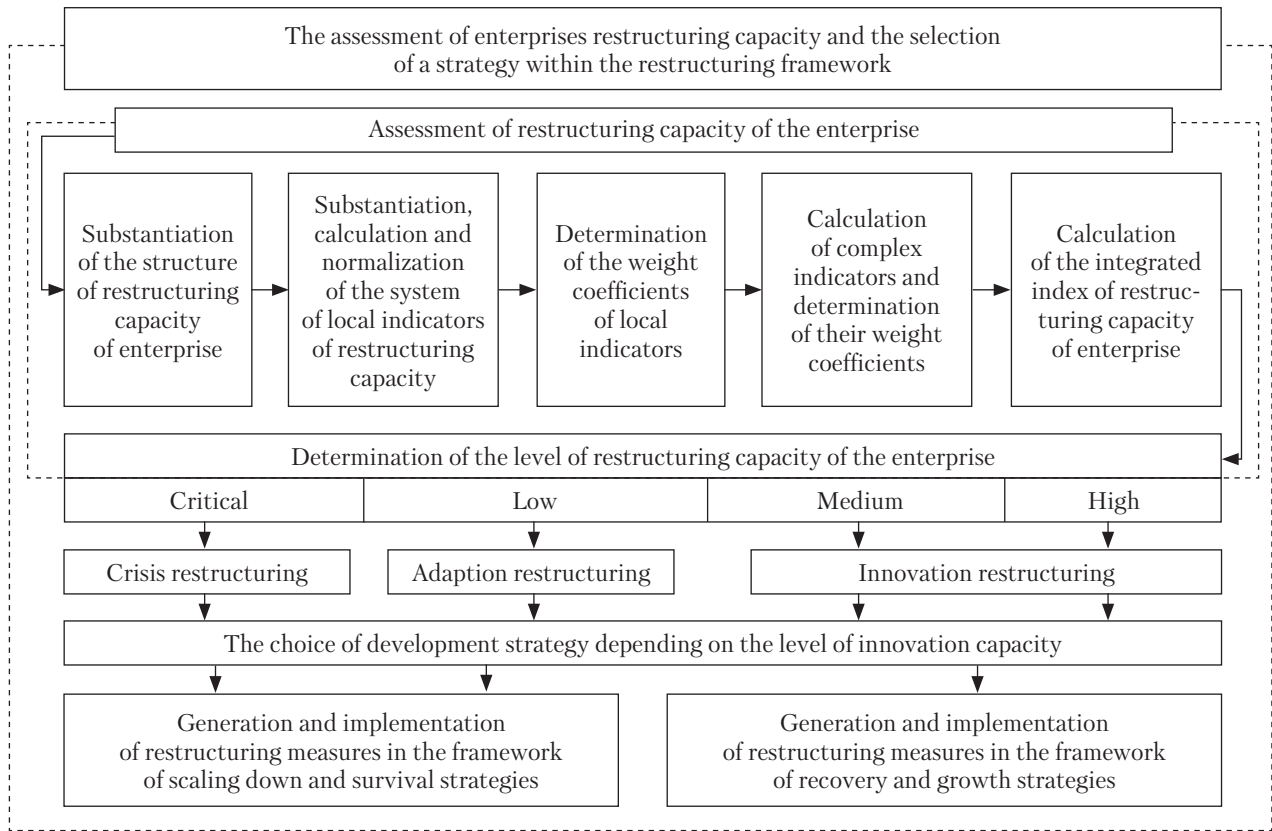 The assessment of enterprises restructuring capacity and the selection
of a strategy within the restructuring framework
Assessment of restructuring capacity of the enterprise
Substantiation
of the structure
of restructuring
capacity
of enterprise
Substantiation,
calculation and
normalization
of the system
of local indicators
of restructuring
capacity
Determination
of the weight
coefficients
of local
indicators
Calculation
of complex
indicators and
determination
of their weight
coefficients
Calculation
of the integrated
index of restruc-
turing capacity
of enterprise
Determination of the level of restructuring capacity of the enterprise
Critical
Low
Medium
High
Crisis restructuring
Adaption restructuring
Innovation restructuring
The choice of development strategy depending on the level of innovation capacity
Generation and implementation
of restructuring measures in the framework
of scaling down and survival strategies
Generation and implementation
of restructuring measures in the framework
of recovery and growth strategies